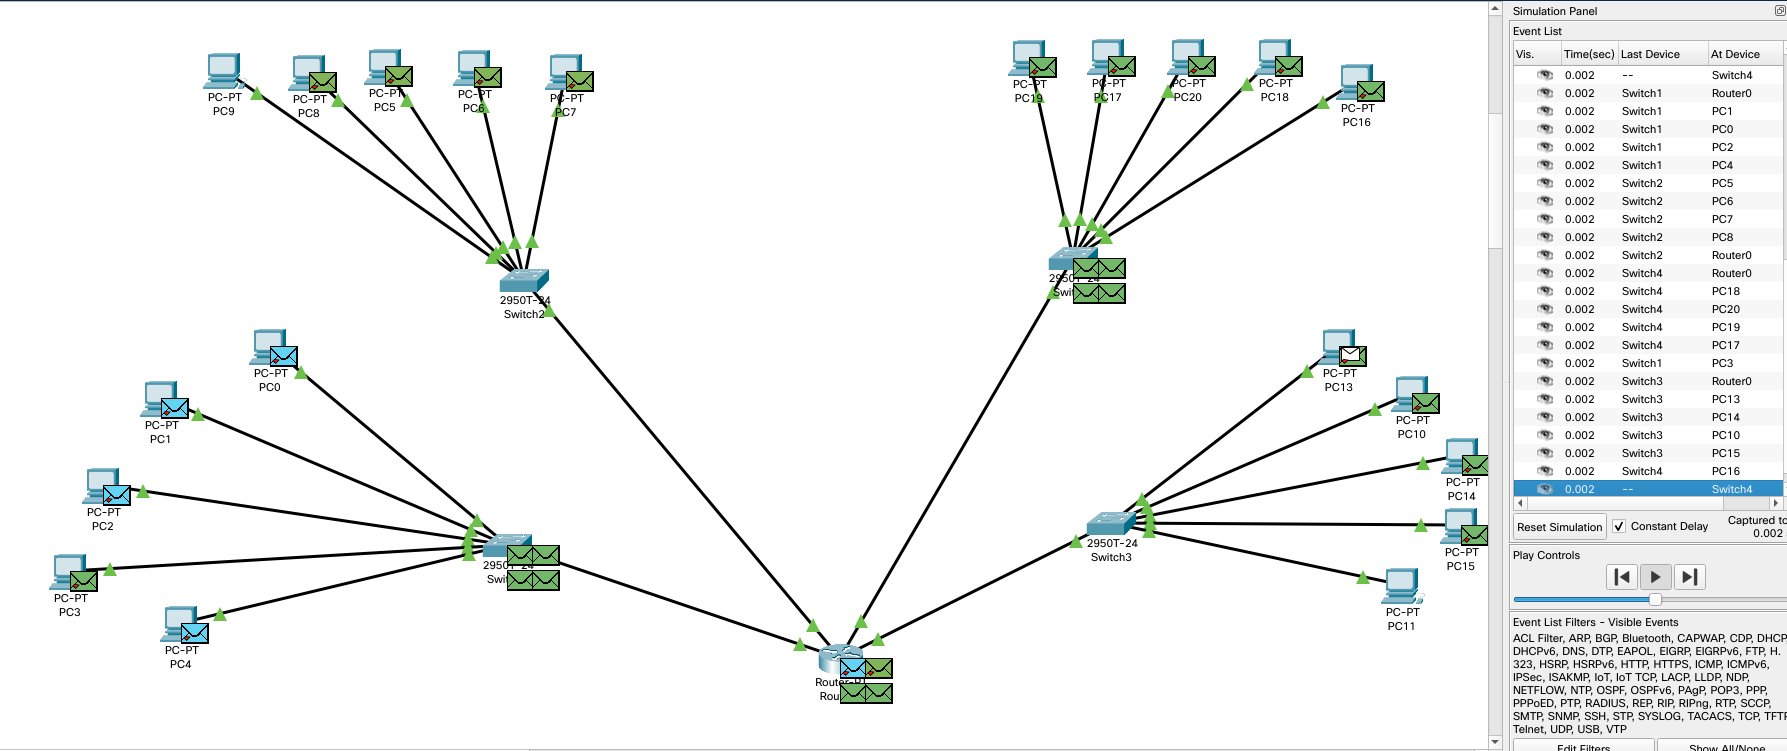 PC-PT
PC9
PC-PT
PC8
PC-PT
PC5
PC-PT
PC6
PC-PT
PC7
PC-PT
PC19
PC-PT
PC17
PC-PT
PC20
PC-PT
PC18
PC-PT
PC16
2950T-24
Switch2
2950T-24
PC-PT
PC0
PC-PT
PC1
PC-PT
PC2
PC-PT
PC3
PC-PT
PC4
PC-PT
PC13
PC-PT
PC10
PC-PT
PC14
PC-PT
PC15
PC-PT
PC11
2950T-24
2950T-24
Switch3
Simulation Panel
Event List
Vis. Time(sec) Last Device At Device
0.002 -- Switch4
0.002 Switch1 Router0
0.002 Switch1 PC1
0.002 Switch1 PC0
0.002 Switch1 PC2
0.002 Switch1 PC4
0.002 Switch2 PC5
0.002 Switch2 PC6
0.002 Switch2 PC7
0.002 Switch2 PC8
0.002 Switch2 Router0
0.002 Switch4 Router0
0.002 Switch4 PC18
0.002 Switch4 PC20
0.002 Switch4 PC19
0.002 Switch4 PC17
0.002 Switch1 PC3
0.002 Switch3 Router0
0.002 Switch3 PC13
0.002 Switch3 PC14
0.002 Switch3 PC10
0.002 Switch3 PC15
0.002 Switch4 PC16
0.002 -- Switch4
Reset Simulation Constant Delay Captured to
0.002
Play Controls
Event List Filters - Visible Events
ACL Filter, ARP, BGP, Bluetooth, CAPWAP, CDP, DHCP
DHCPv6, DNS, DTP, EAPOL, EIGRP, EIGRPv6, FTP, H.
323, HSRP, HSRPv6, HTTP, HTTPS, ICMP, ICMPv6,
IPSec, ISAKMP, IoT, IoT TCP, LACP, LLDP, NDP,
NETFLOW, NTP, OSPF, OSPFv6, PAgP, POP3, PPP,
PPPoED, PTP, RADIUS, REP, RIP, RIPng, RTP, SCCP,
SMTP, SNMP, SSH, STP, SYSLOG, TACACS, TCP, TFTP
Telnet, UDP, USB, VTP
Edit Filters Show All/None